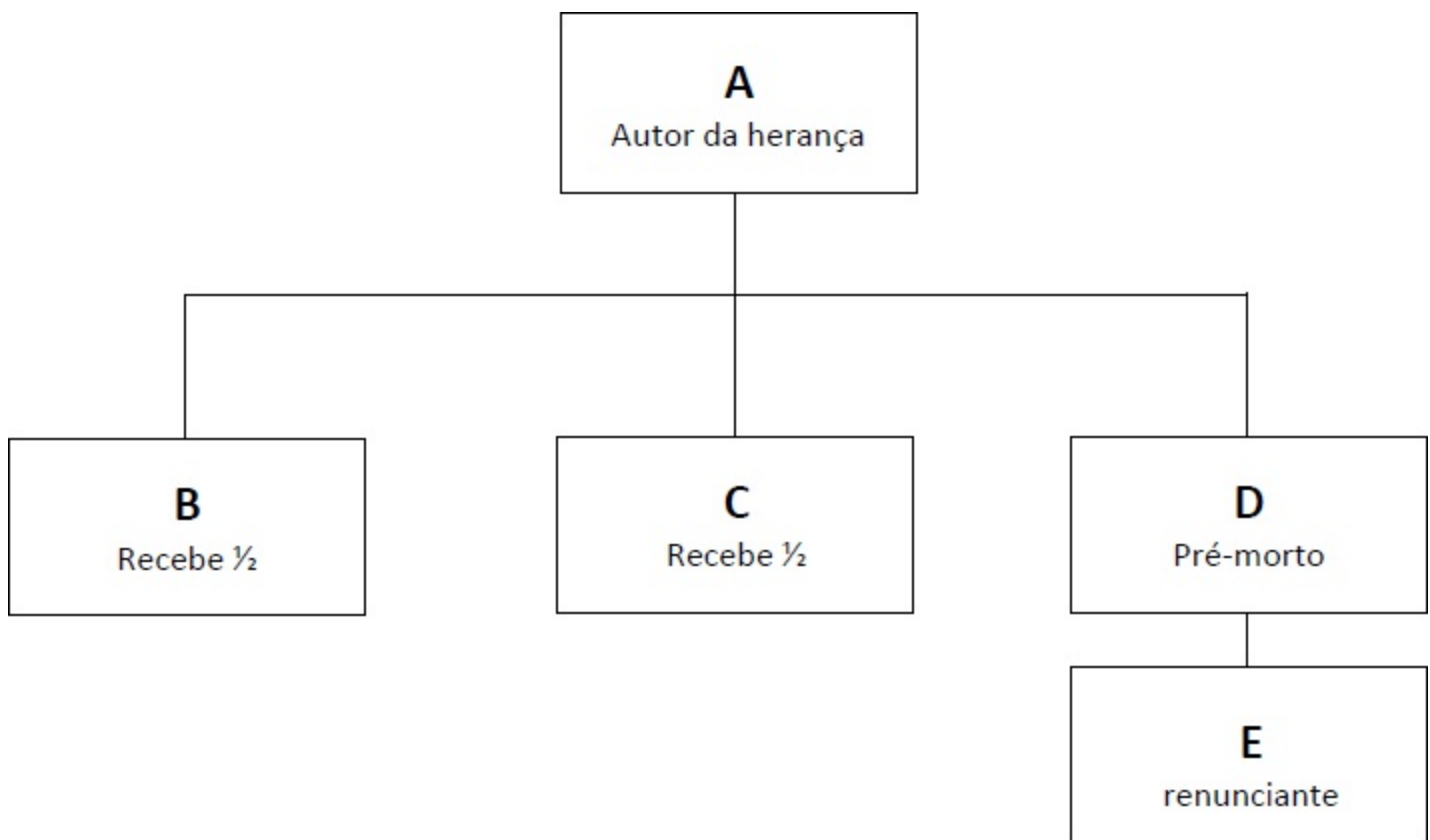 A
Autor da herança
B
Recebe ½
C
Recebe ½
D
Pré-morto
E
renunciante